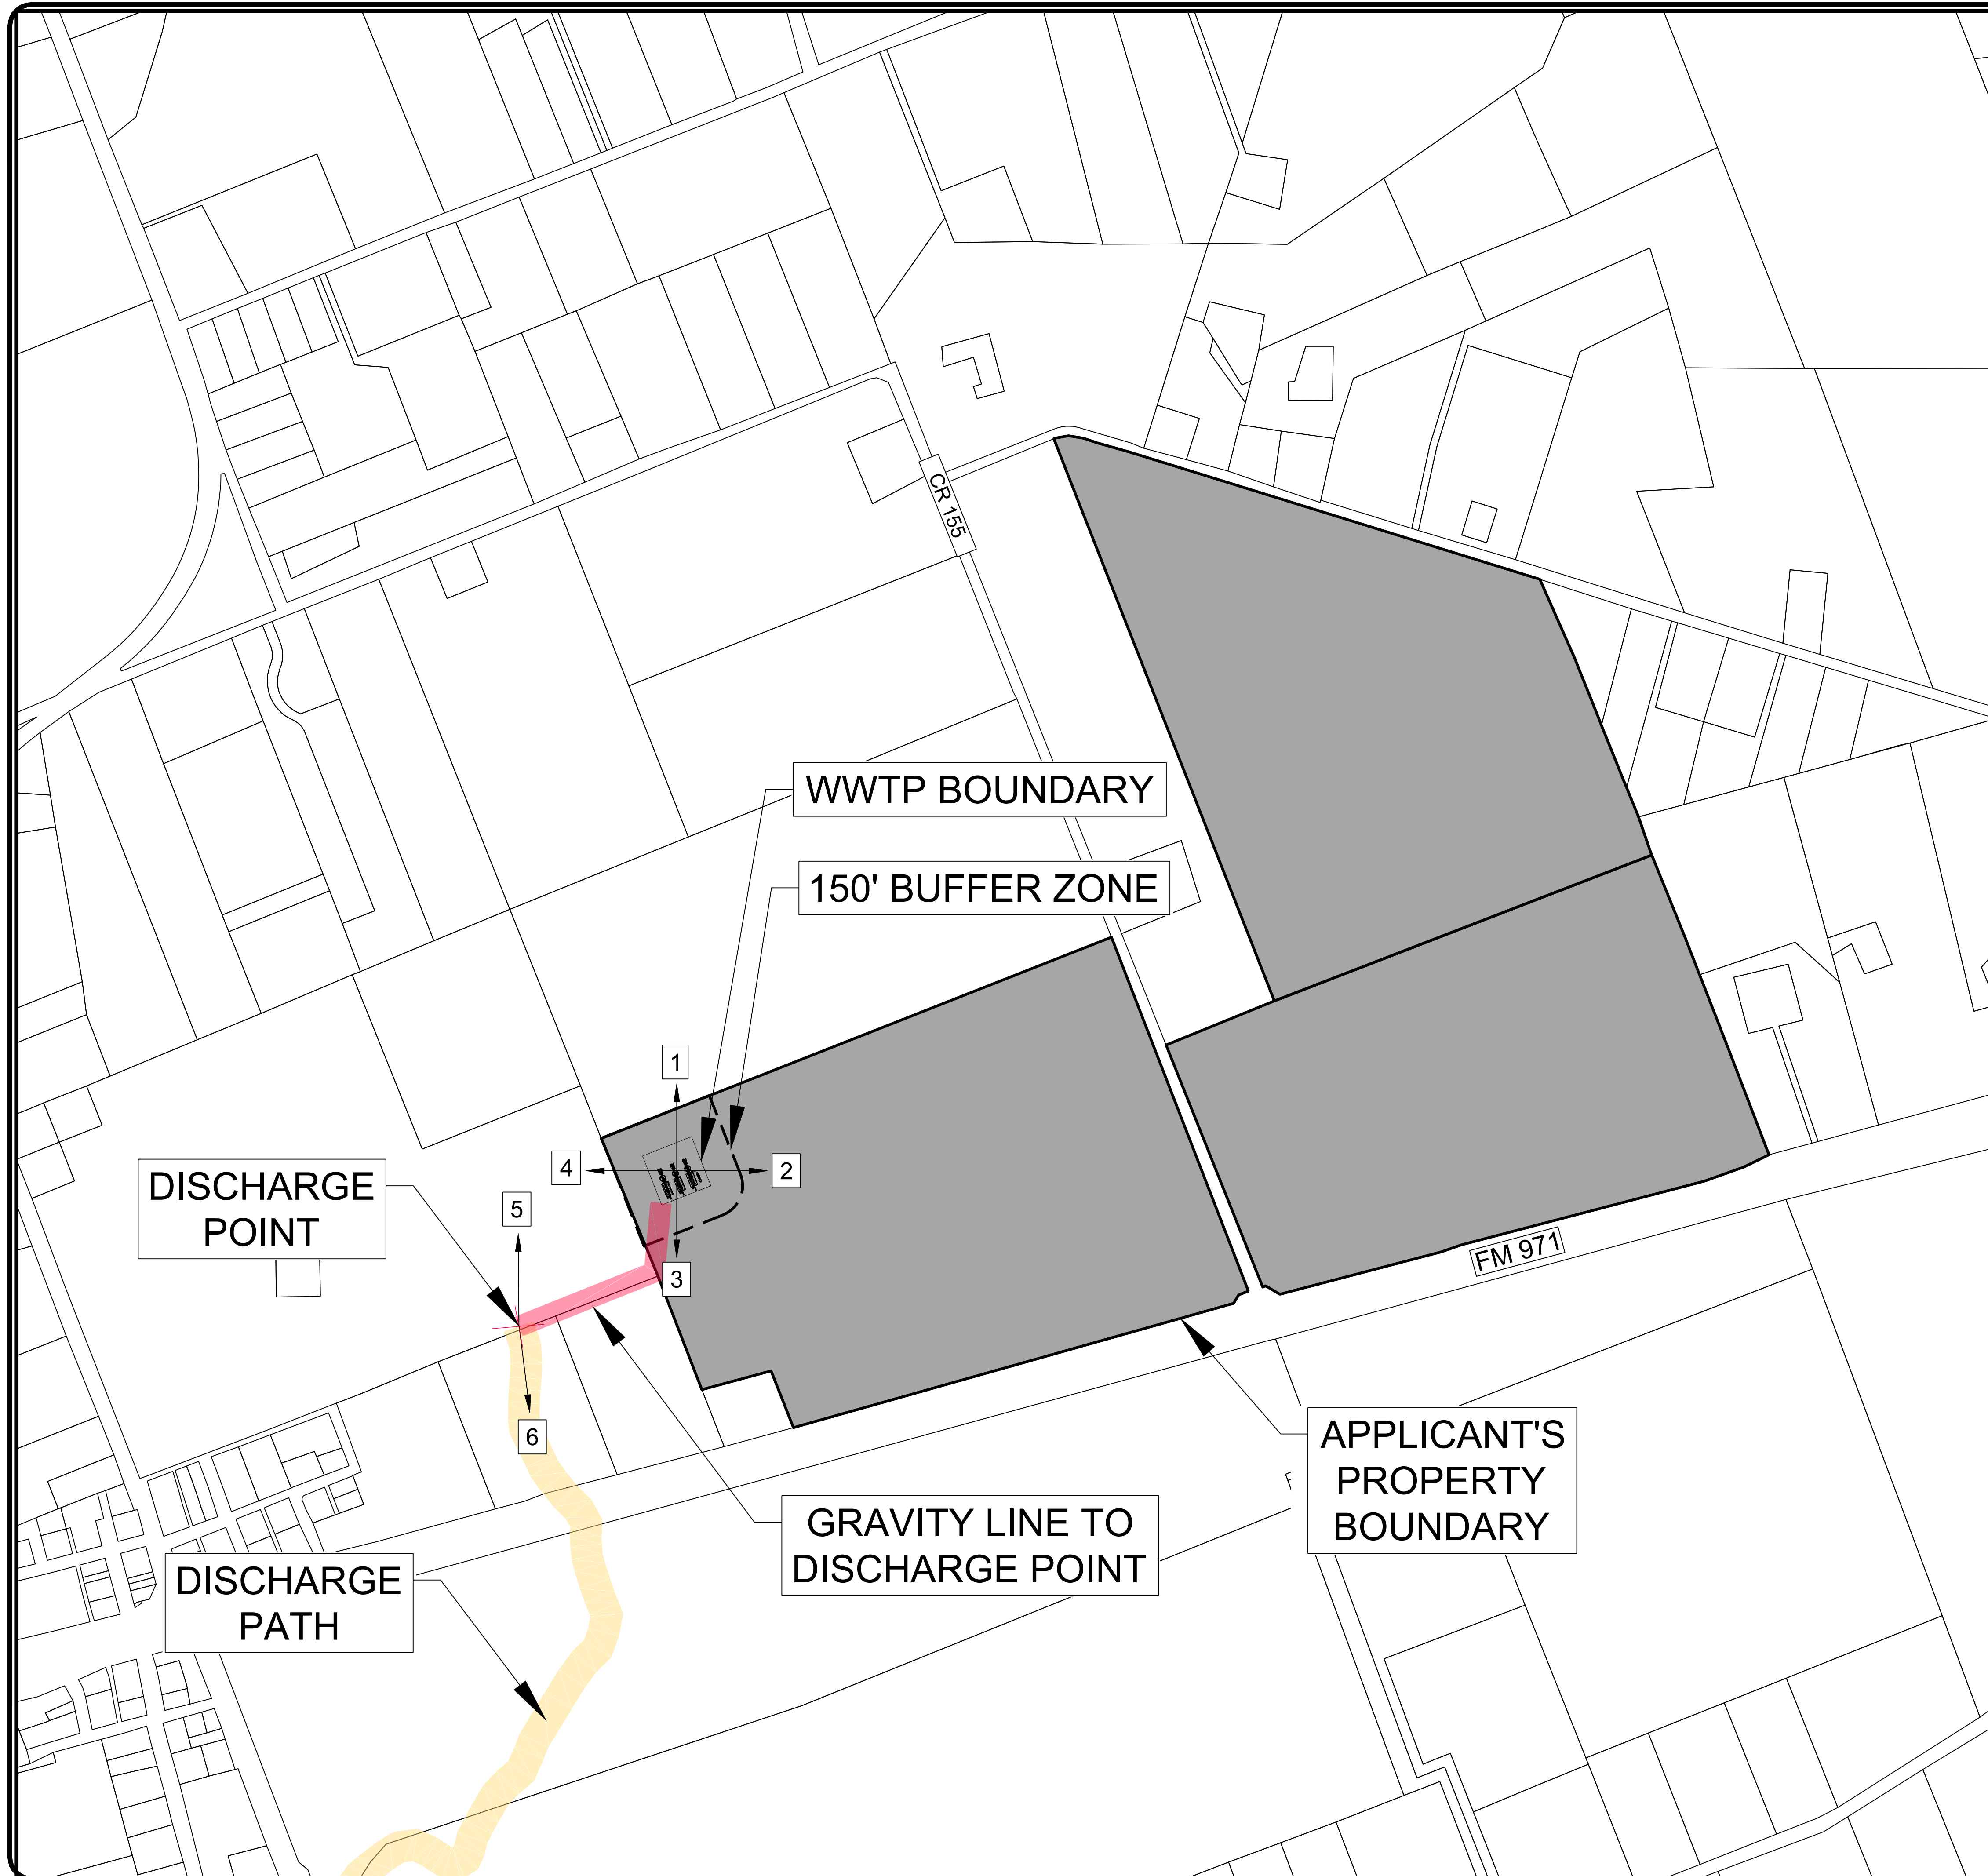 CR 155
WWTP BOUNDARY
150' BUFFER ZONE
1
4
2
DISCHARGE
POINT
5
3
FM 971
6
APPLICANT'S
PROPERTY
BOUNDARY
GRAVITY LINE TO
DISCHARGE POINT
DISCHARGE
PATH